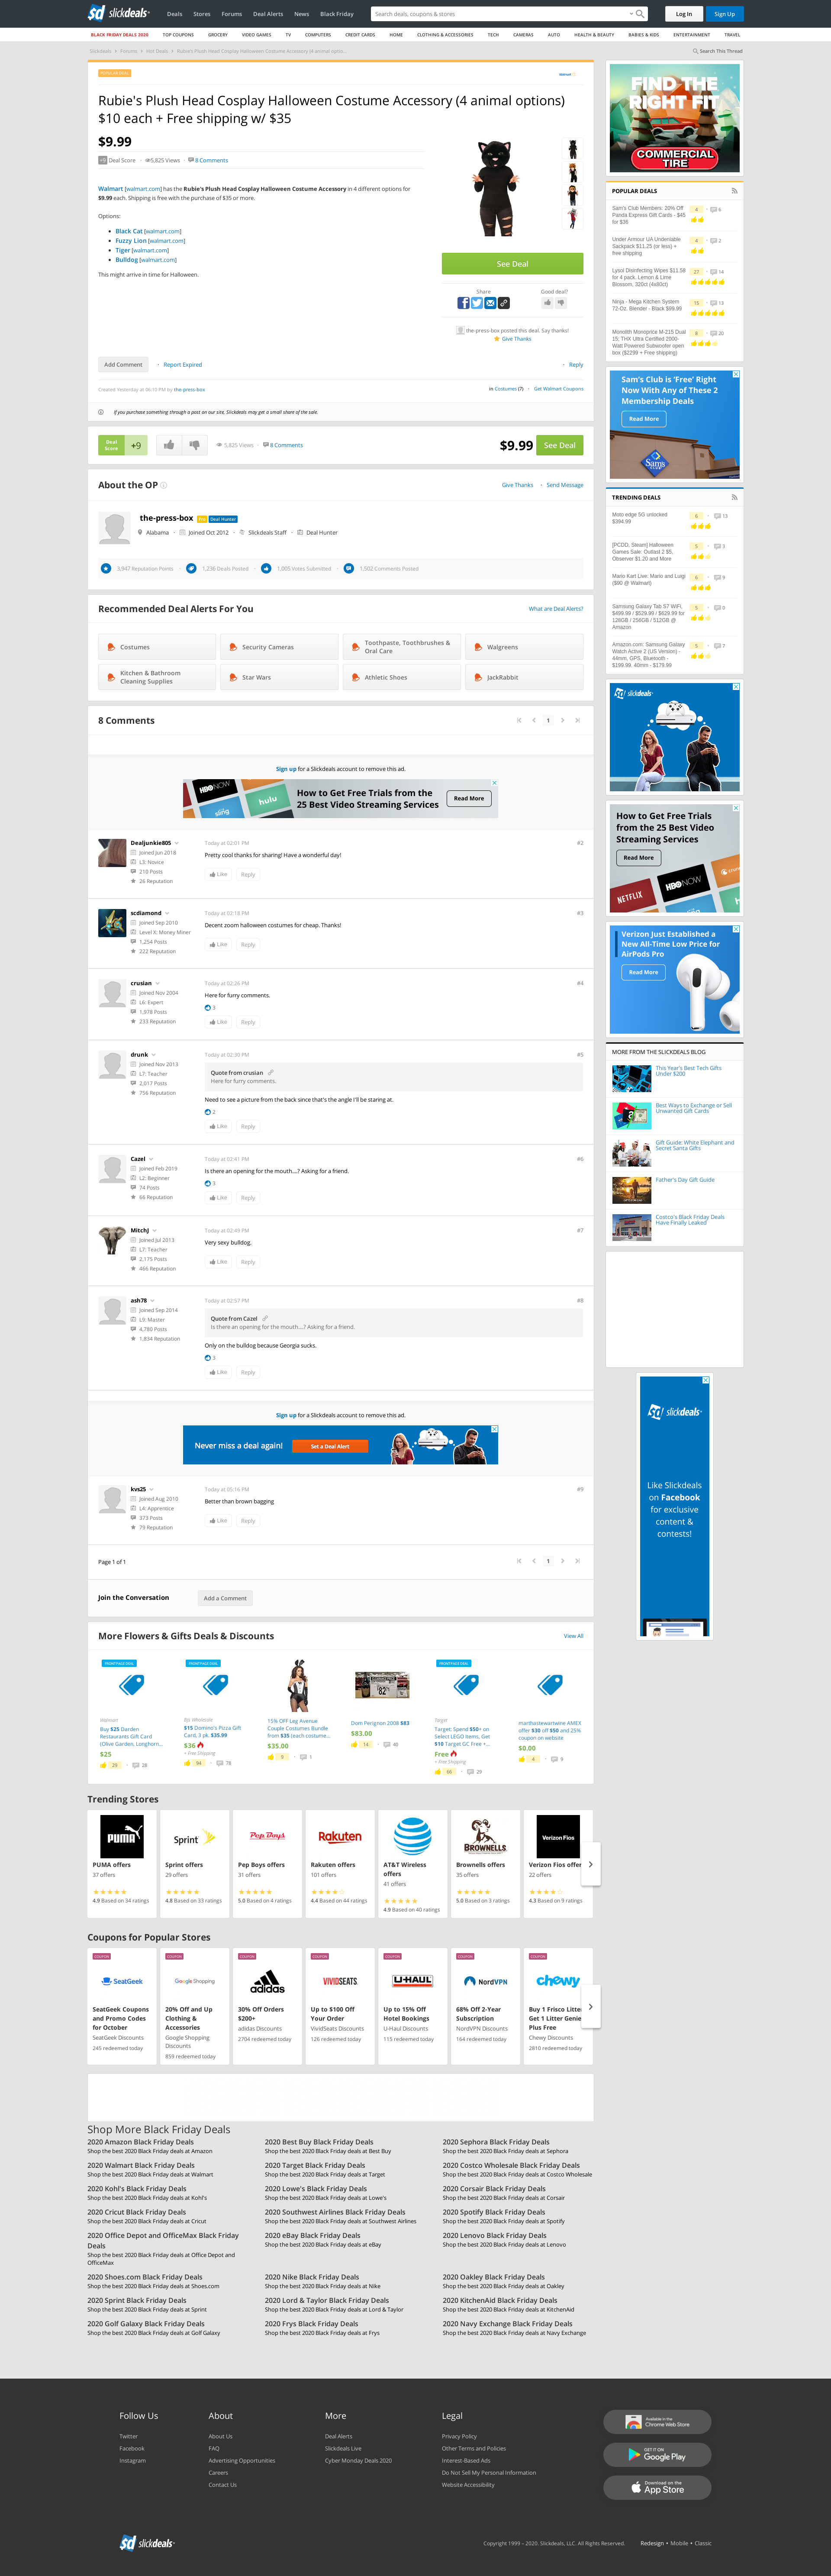 slickdeals
Deals Stores Forums Deal Alerts News Black Friday
Search deals, coupons & stores
Log In Sign Up
BLACK FRIDAY DEALS 2020 TOP COUPONS GROCERY VIDEO GAMES TV COMPUTERS CREDIT CARDS HOME CLOTHING & ACCESSORIES TECH CAMERAS AUTO HEALTH & BEAUTY BABIES & KIDS ENTERTAINMENT TRAVEL
Slickdeals > Forums > Hot Deals > Rubie's Plush Head Cosplay Halloween Costume Accessory (4 animal optio...
Search This Thread
Walmart
Rubie's Plush Head Cosplay Halloween Costume Accessory (4 animal options)
$10 each + Free shipping w/ $35
$9.99
+9 Deal Score 5,825 Views 8 Comments
Walmart [walmart.com] has the Rubie's Plush Head Cosplay Halloween Costume Accessory in 4 different options for
$9.99 each. Shipping is free with the purchase of $35 or more.
Options:
Black Cat [walmart.com]
Fuzzy Lion [walmart.com]
Tiger [walmart.com]
Bulldog [walmart.com]
This might arrive in time for Halloween.
See Deal
Share Good deal?
the-press-box posted this deal. Say thanks!
Give Thanks
Add Comment Report Expired Reply
Created Yesterday at 06:10 PM by the-press-box
in Costumes (7) Get Walmart Coupons
If you purchase something through a post on our site, Slickdeals may get a small share of the sale.
Deal
Score
+9
5,825 Views 8 Comments
$9.99 See Deal
About the OP
Give Thanks Send Message
the-press-box Pro Deal Hunter
Alabama Joined Oct 2012 Slickdeals Staff Deal Hunter
3,947 Reputation Points 1,236 Deals Posted 1,005 Votes Submitted 1,502 Comments Posted
Recommended Deal Alerts For You
What are Deal Alerts?
Costumes
Security Cameras
Toothpaste, Toothbrushes &
Oral Care
Walgreens
Kitchen & Bathroom
Cleaning Supplies
Star Wars
Athletic Shoes
JackRabbit
8 Comments
1
Sign up for a Slickdeals account to remove this ad.
HBO NOW
sling
hulu
How to Get Free Trials from the
25 Best Video Streaming Services
Read More
Dealjunkie805
Joined Jun 2018
L3: Novice
210 Posts
26 Reputation
Today at 02:01 PM
#2
Pretty cool thanks for sharing! Have a wonderful day!
Like Reply
scdiamond
Joined Sep 2010
Level X: Money Miner
1,254 Posts
222 Reputation
Today at 02:18 PM
#3
Decent zoom halloween costumes for cheap. Thanks!
Like Reply
crusian
Joined Nov 2004
L6: Expert
1,978 Posts
233 Reputation
Today at 02:26 PM
#4
Here for furry comments.
3
Like Reply
drunk
Joined Nov 2013
L7: Teacher
2,017 Posts
756 Reputation
Today at 02:30 PM
#5
Quote from crusian
Here for furry comments.
Need to see a picture from the back since that's the angle I'll be staring at.
2
Like Reply
Cazel
Joined Feb 2019
L2: Beginner
74 Posts
66 Reputation
Today at 02:41 PM
#6
Is there an opening for the mouth....? Asking for a friend.
3
Like Reply
MitchJ
Joined Jul 2013
L7: Teacher
2,175 Posts
466 Reputation
Today at 02:49 PM
#7
Very sexy bulldog.
Like Reply
ash78
Joined Sep 2014
L9: Master
4,780 Posts
1,834 Reputation
Today at 02:57 PM
#8
Quote from Cazel
Is there an opening for the mouth....? Asking for a friend.
Only on the bulldog because Georgia sucks.
3
Like Reply
Sign up for a Slickdeals account to remove this ad.
Never miss a deal again!
Set a Deal Alert
kvs25
Joined Aug 2010
L4: Apprentice
373 Posts
79 Reputation
Today at 05:16 PM
#9
Better than brown bagging
Like Reply
Page 1 of 1
1
Join the Conversation
Add a Comment
More Flowers & Gifts Deals & Discounts
View All
FRONTPAGE DEAL
Walmart
Buy $25 Darden
Restaurants Gift Card
(Olive Garden, Longhorn...
$25
29 28
FRONTPAGE DEAL
BJs Wholesale
$15 Domino's Pizza Gift
Card, 3 pk. $35.99
$36
+ Free Shipping
94 78
15% OFF Leg Avenue
Couple Costumes Bundle
from $35 (each costume...
$35.00
9 1
Dom Perignon 2008 $83
$83.00
14 40
FRONTPAGE DEAL
Target
Target: Spend $50+ on
Select LEGO Items, Get
$10 Target GC Free +...
Free
+ Free Shipping
66 29
marthastewartwine AMEX
offer $30 off $50 and 25%
coupon on website
$0.00
4 9
Trending Stores
PUMA
PUMA offers
37 offers
4.9 Based on 34 ratings
Sprint
Sprint offers
29 offers
4.8 Based on 33 ratings
Pep Boys
Pep Boys offers
31 offers
5.0 Based on 4 ratings
Rakuten
Rakuten offers
101 offers
4.4 Based on 44 ratings
AT&T Wireless
offers
41 offers
4.9 Based on 40 ratings
BROWNELLS
Brownells offers
35 offers
5.0 Based on 3 ratings
Verizon Fios
Verizon Fios offer
22 offers
4.3 Based on 9 ratings
Coupons for Popular Stores
COUPON
SeatGeek
SeatGeek Coupons
and Promo Codes
for October
SeatGeek Discounts
245 redeemed today
COUPON
Google Shopping
20% Off and Up
Clothing &
Accessories
Google Shopping
Discounts
859 redeemed today
COUPON
adidas
30% Off Orders
$200+
adidas Discounts
2704 redeemed today
COUPON
VIVIDSEATS
Up to $100 Off
Your Order
VividSeats Discounts
126 redeemed today
COUPON
U-HAUL
Up to 15% Off
Hotel Bookings
U-Haul Discounts
115 redeemed today
COUPON
NordVPN
68% Off 2-Year
Subscription
NordVPN Discounts
164 redeemed today
COUPON
chewy
Buy 1 Frisco Litter
Get 1 Litter Genie
Plus Free
Chewy Discounts
2810 redeemed today
Shop More Black Friday Deals
2020 Amazon Black Friday Deals
Shop the best 2020 Black Friday deals at Amazon
2020 Best Buy Black Friday Deals
Shop the best 2020 Black Friday deals at Best Buy
2020 Sephora Black Friday Deals
Shop the best 2020 Black Friday deals at Sephora
2020 Walmart Black Friday Deals
Shop the best 2020 Black Friday deals at Walmart
2020 Target Black Friday Deals
Shop the best 2020 Black Friday deals at Target
2020 Costco Wholesale Black Friday Deals
Shop the best 2020 Black Friday deals at Costco Wholesale
2020 Kohl's Black Friday Deals
Shop the best 2020 Black Friday deals at Kohl's
2020 Lowe's Black Friday Deals
Shop the best 2020 Black Friday deals at Lowe's
2020 Corsair Black Friday Deals
Shop the best 2020 Black Friday deals at Corsair
2020 Cricut Black Friday Deals
Shop the best 2020 Black Friday deals at Cricut
2020 Southwest Airlines Black Friday Deals
Shop the best 2020 Black Friday deals at Southwest Airlines
2020 Spotify Black Friday Deals
Shop the best 2020 Black Friday deals at Spotify
2020 Office Depot and OfficeMax Black Friday
Deals
Shop the best 2020 Black Friday deals at Office Depot and
OfficeMax
2020 eBay Black Friday Deals
Shop the best 2020 Black Friday deals at eBay
2020 Lenovo Black Friday Deals
Shop the best 2020 Black Friday deals at Lenovo
2020 Shoes.com Black Friday Deals
Shop the best 2020 Black Friday deals at Shoes.com
2020 Nike Black Friday Deals
Shop the best 2020 Black Friday deals at Nike
2020 Oakley Black Friday Deals
Shop the best 2020 Black Friday deals at Oakley
2020 Sprint Black Friday Deals
Shop the best 2020 Black Friday deals at Sprint
2020 Lord & Taylor Black Friday Deals
Shop the best 2020 Black Friday deals at Lord & Taylor
2020 KitchenAid Black Friday Deals
Shop the best 2020 Black Friday deals at KitchenAid
2020 Golf Galaxy Black Friday Deals
Shop the best 2020 Black Friday deals at Golf Galaxy
2020 Frys Black Friday Deals
Shop the best 2020 Black Friday deals at Frys
2020 Navy Exchange Black Friday Deals
Shop the best 2020 Black Friday deals at Navy Exchange
FIND THE
RIGHT FIT
COMMERCIAL
TIRE
POPULAR DEALS
Sam's Club Members: 20% Off
Panda Express Gift Cards - $45
for $36
4 6
Under Armour UA Undeniable
Sackpack $11.25 (or less) +
free shipping
4 2
Lysol Disinfecting Wipes $11.58
for 4 pack. Lemon & Lime
Blossom, 320ct (4x80ct)
27 14
Ninja - Mega Kitchen System
72-Oz. Blender - Black $99.99
15 13
Monolith Monoprice M-215 Dual
15, THX Ultra Certified 2000-
Watt Powered Subwoofer open
box ($2299 + Free shipping)
8 20
Sam's Club is 'Free' Right
Now With Any of These 2
Membership Deals
Read More
Sam's
TRENDING DEALS
Moto edge 5G unlocked
$394.99
6 13
[PCDD, Steam] Halloween
Games Sale: Outlast 2 $5,
Observer $1.20 and More
5 3
Mario Kart Live: Mario and Luigi
($90 @ Walmart)
6 9
Samsung Galaxy Tab S7 WiFi,
$499.99 / $529.99 / $629.99 for
128GB / 256GB / 512GB @
Amazon
5 0
Amazon.com: Samsung Galaxy
Watch Active 2 (US Version) -
44mm, GPS, Bluetooth -
$199.99. 40mm - $179.99
5 7
slickdeals
How to Get Free Trials
from the 25 Best Video
Streaming Services
Read More
NETFLIX
HBO NOW
Verizon Just Established a
New All-Time Low Price for
AirPods Pro
Read More
MORE FROM THE SLICKDEALS BLOG
This Year's Best Tech Gifts
Under $200
Best Ways to Exchange or Sell
Unwanted Gift Cards
Gift Guide: White Elephant and
Secret Santa Gifts
Father's Day Gift Guide
Costco's Black Friday Deals
Have Finally Leaked
slickdeals
Like Slickdeals
on Facebook
for exclusive
content &
contests!
Follow Us
Twitter
Facebook
Instagram
About
About Us
FAQ
Advertising Opportunities
Careers
Contact Us
More
Deal Alerts
Slickdeals Live
Cyber Monday Deals 2020
Legal
Privacy Policy
Other Terms and Policies
Interest-Based Ads
Do Not Sell My Personal Information
Website Accessibility
Available in the
Chrome Web Store
GET IT ON
Google Play
Download on the
App Store
slickdeals
Copyright 1999 - 2020. Slickdeals, LLC. All Rights Reserved. Redesign • Mobile • Classic